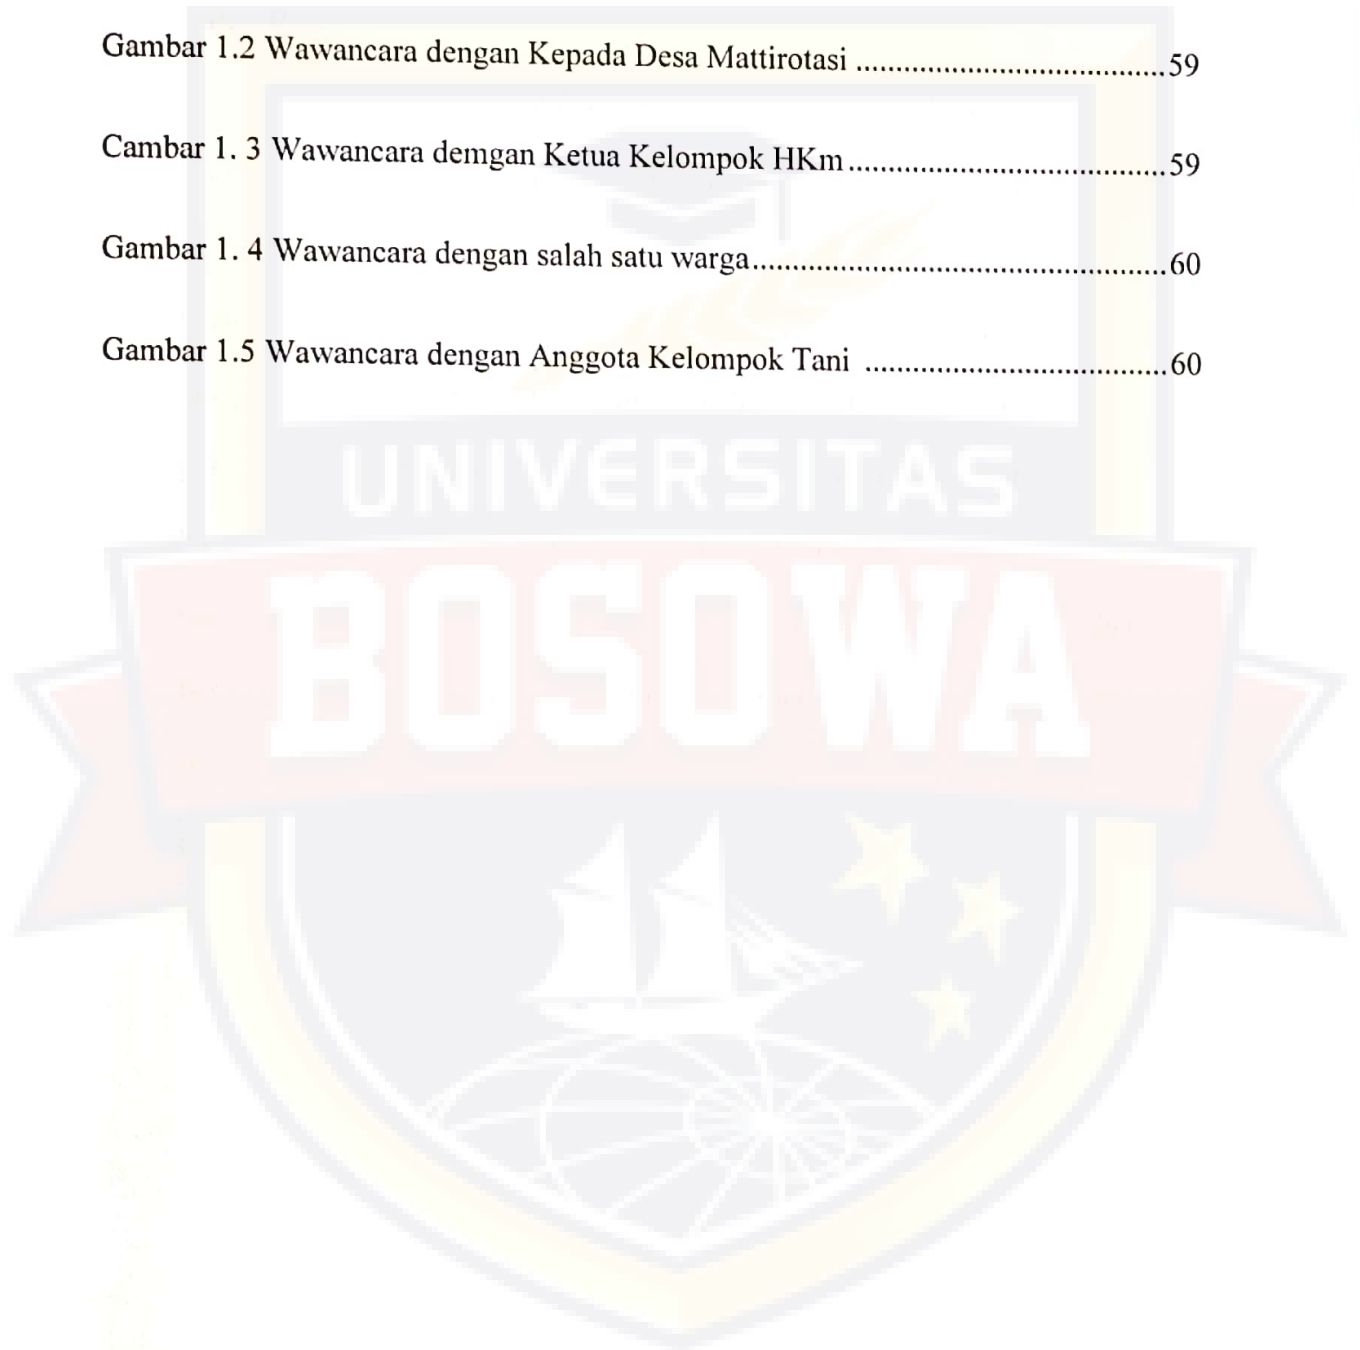 Gambar 1.2 Wawancara dengan Kepada Desa Mattirotasi ....................................... 59
Cambar 1. 3 Wawancara demgan Ketua Kelompok HKm ........................................ 59
Gambar 1. 4 Wawancara dengan salah satu warga .................................................... 60
Gambar 1.5 Wawancara dengan Anggota Kelompok Tani ...................................... 60
UNIVERSITAS
BOSOWA